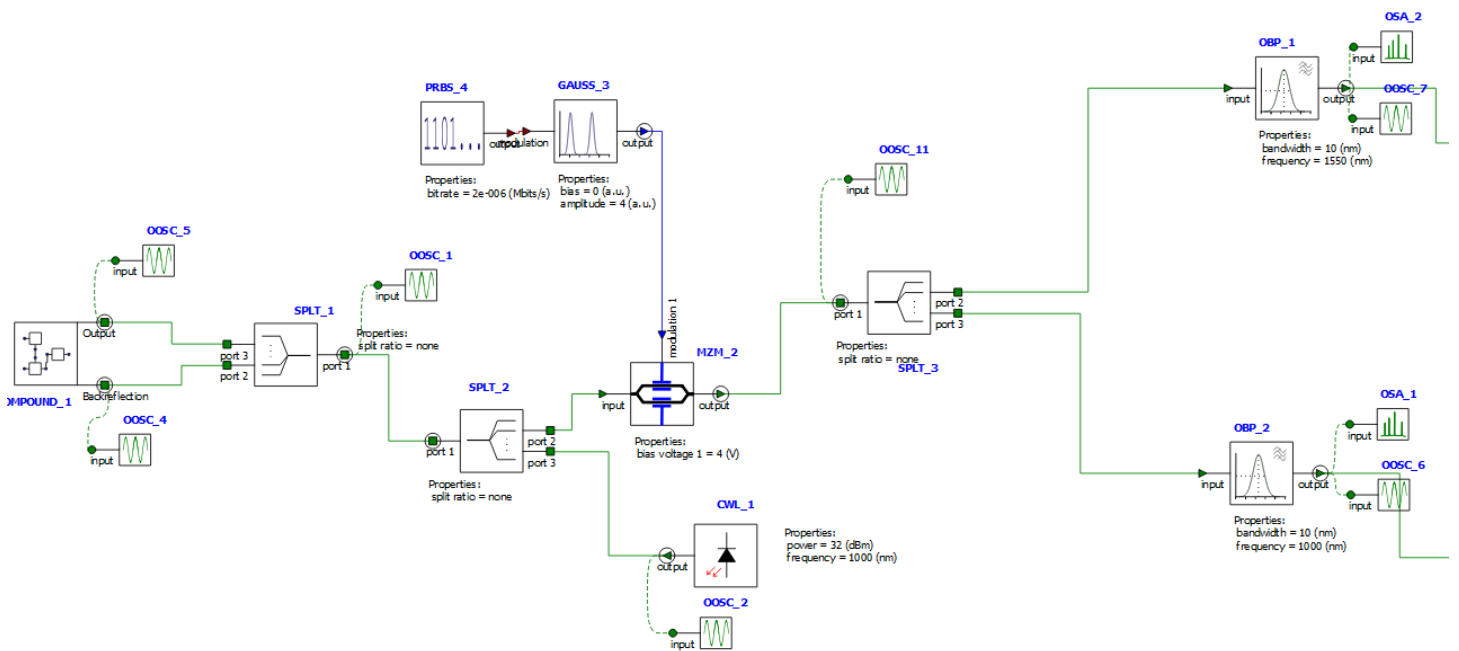 OSA_2
OBP_1
input
OOSC_7
input
output
input
Properties:
bandwidth = 10 (nm)
frequency = 1550 (nm)
PRBS_4
GAUSS_3
1101...
output
modulation
output
Properties:
bitrate = 2e-006 (Mbits/s)
Properties:
bias = 0 (a.u.)
amplitude = 4 (a.u.)
OOSC_11
input
OOSC_5
input
OOSC_1
input
SPLT_1
Output
port 3
port 2
port 1
Properties:
split ratio = none
Backreflection
OMPOUND_1
OOSC_4
input
modulation 1
MZM_2
input
output
Properties:
bias voltage 1 = 4 (V)
SPLT_2
port 1
port 2
port 3
Properties:
split ratio = none
port 1
port 2
port 3
Properties:
split ratio = none
SPLT_3
OSA_1
OBP_2
input
OOSC_6
input
output
input
Properties:
bandwidth = 10 (nm)
frequency = 1000 (nm)
CWL_1
output
Properties:
power = 32 (dBm)
frequency = 1000 (nm)
OOSC_2
input